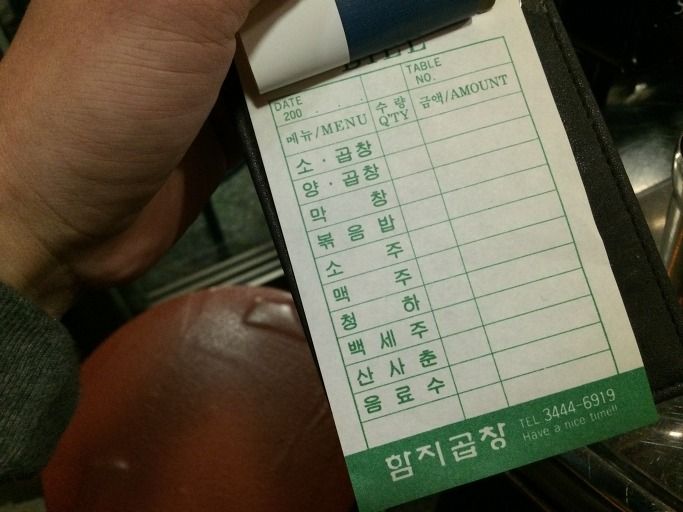 BILL
DATE
200 . . .
TABLE
NO.
메뉴/MENU
수 량
Q'TY
금액/AMOUNT
소 · 곱창
양 · 곱창
막 창
볶 음 밥
소 주
맥 주
청 하
백 세 주
산 사 춘
음 료 수
함지곱창
TEL 3444-6919
Have a nice time!!